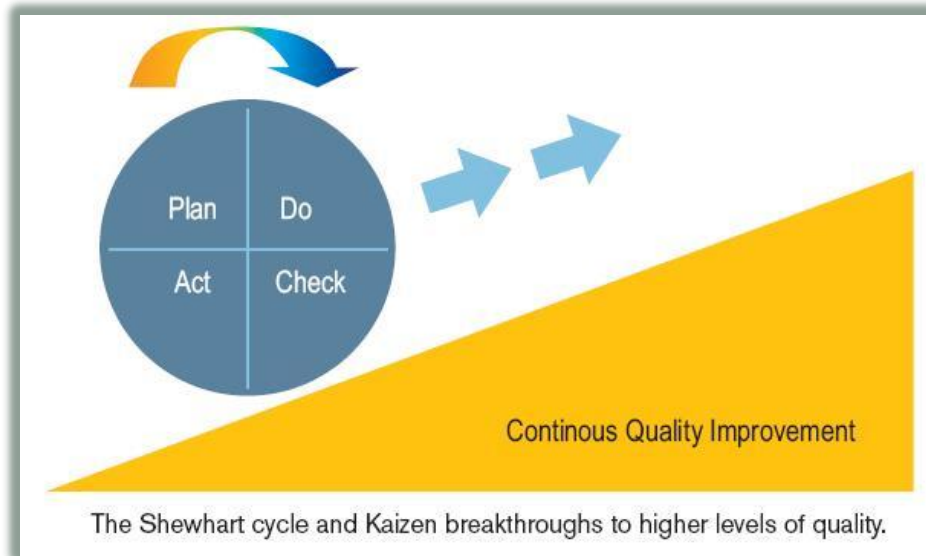 Plan Do
Act Check
Continous Quality Improvement
The Shewhart cycle and Kaizen breakthroughs to higher levels of quality.